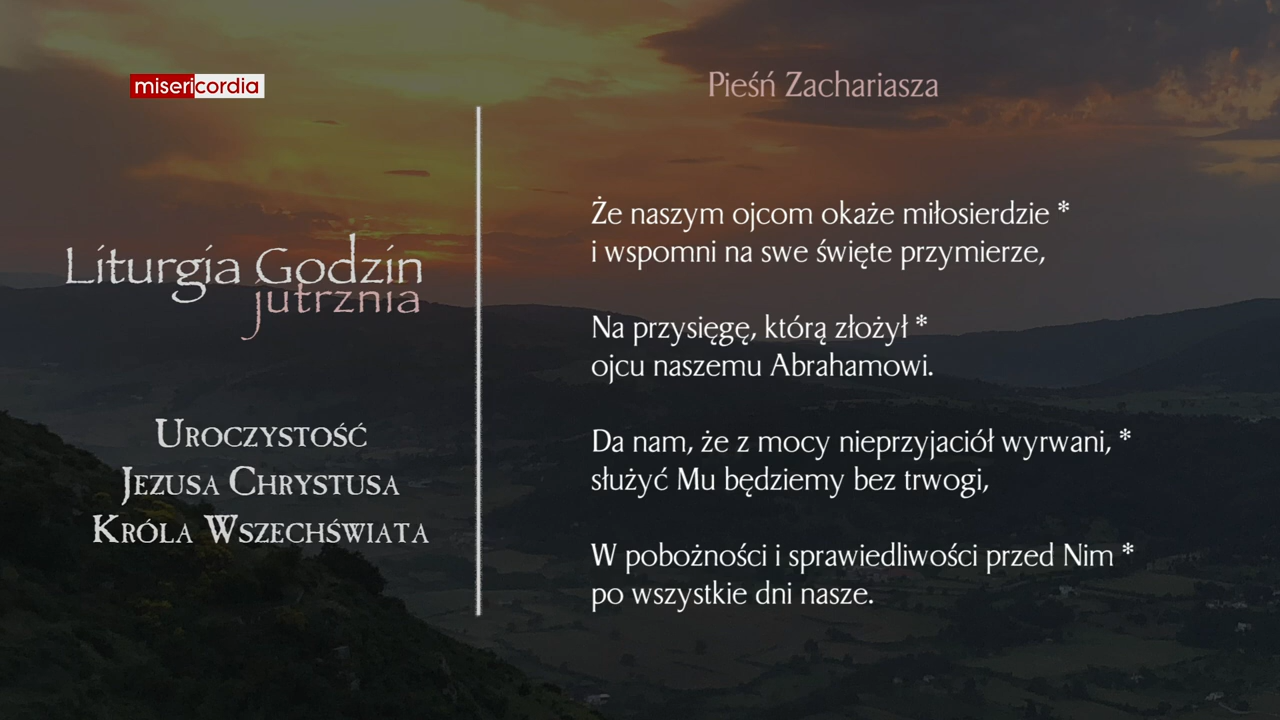 misericordia
Liturgia Godzin
jutrznia
Uroczystość
Jezusa Chrystusa
Króla Wszechświata
Pieśń Zachariasza
Że naszym ojcom okaże miłosierdzie *
i wspomni na swe święte przymierze,
Na przysięgę, którą złożył *
ojcu naszemu Abrahamowi.
Da nam, że z mocy nieprzyjaciół wyrwani, *
służyć Mu będziemy bez trwogi,
W pobożności i sprawiedliwości przed Nim *
po wszystkie dni nasze.